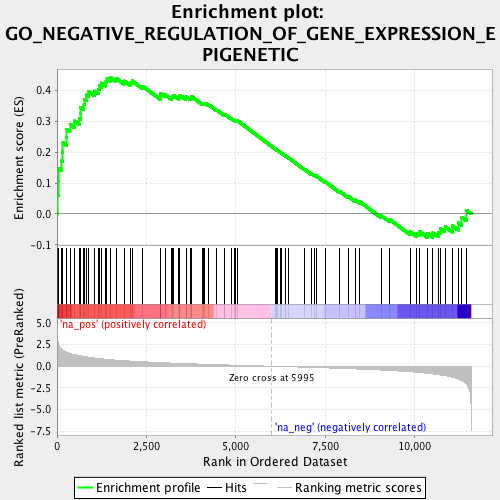 Enrichment plot:
GO_NEGATIVE_REGULATION_OF_GENE_EXPRESSION_E
PIGENETIC
Enrichment score (ES)
0.4
0.3
0.2
0.1
0.0
-0.1
'na_pos' (positively correlated)
Ranked list metric (PreRanked)
5.0
2.5
0.0
-2.5
-5.0
-7.5
Zero cross at 5995
'na_neg' (negatively correlated)
0
2,500
5,000
7,500
10,000
Rank in Ordered Dataset
Enrichment profile
Hits
Ranking metric scores